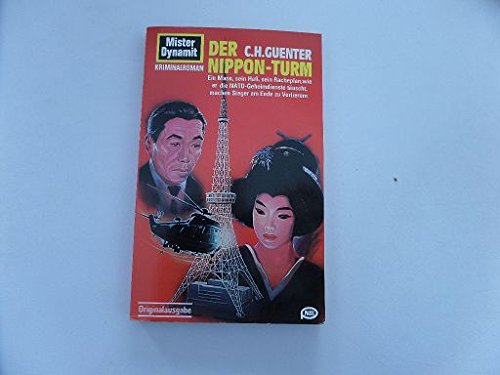 Mister
Dynamit
KRIMINALROMAN
DER C.H.GUENTER
NIPPON-TURM
Ein Mann, sein Haß, sein Racheplan; wie
er die NATO-Geheimdienste täuscht,
machen Sieger am Ende zu Verlierern
Originalausgabe